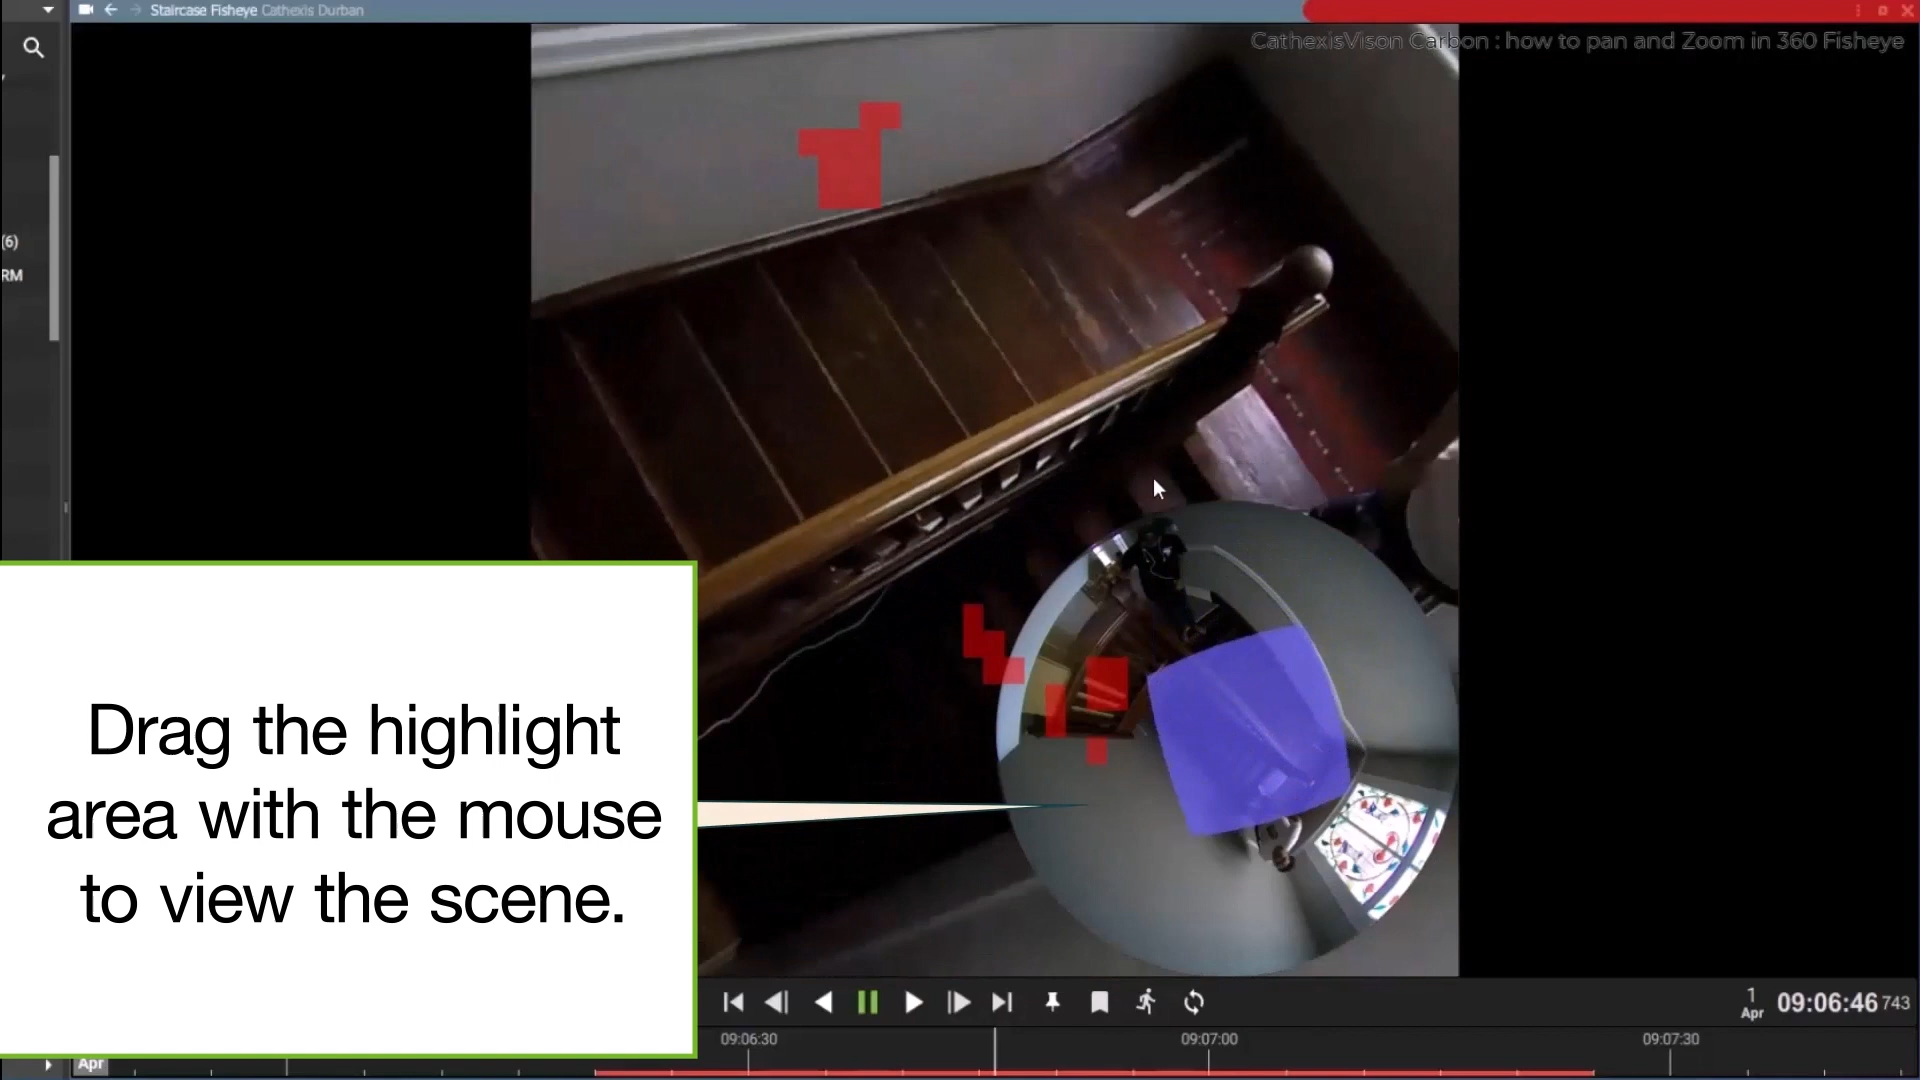 Staircase Fisheye Cathexis Durban
CathexisVison Carbon : how to pan and Zoom in 360 Fisheye
(6)
RM
Drag the highlight
area with the mouse
to view the scene.
1
Apr
09:06:46 743
09:06:30
09:07:00
09:07:30
Apr